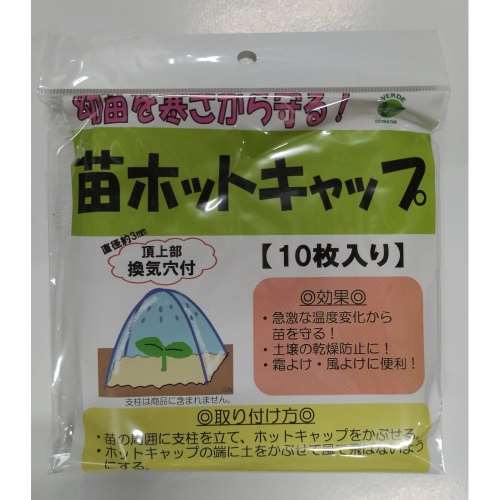 幼苗を寒さから守る!
VERDE
苗ホットキャップ
直径約3mm
頂上部
換気穴付
【10枚入り】
◎効果◎
・急激な温度変化から
苗を守る!
・土壌の乾燥防止に!
・霜よけ・風よけに便利!
支柱は商品に含まれません。
◎取り付け方◎
・苗の周囲に支柱を立て、ホットキャップをかぶせる。
・ホットキャップの端に土をかぶせて風で飛ばないよう
にする。